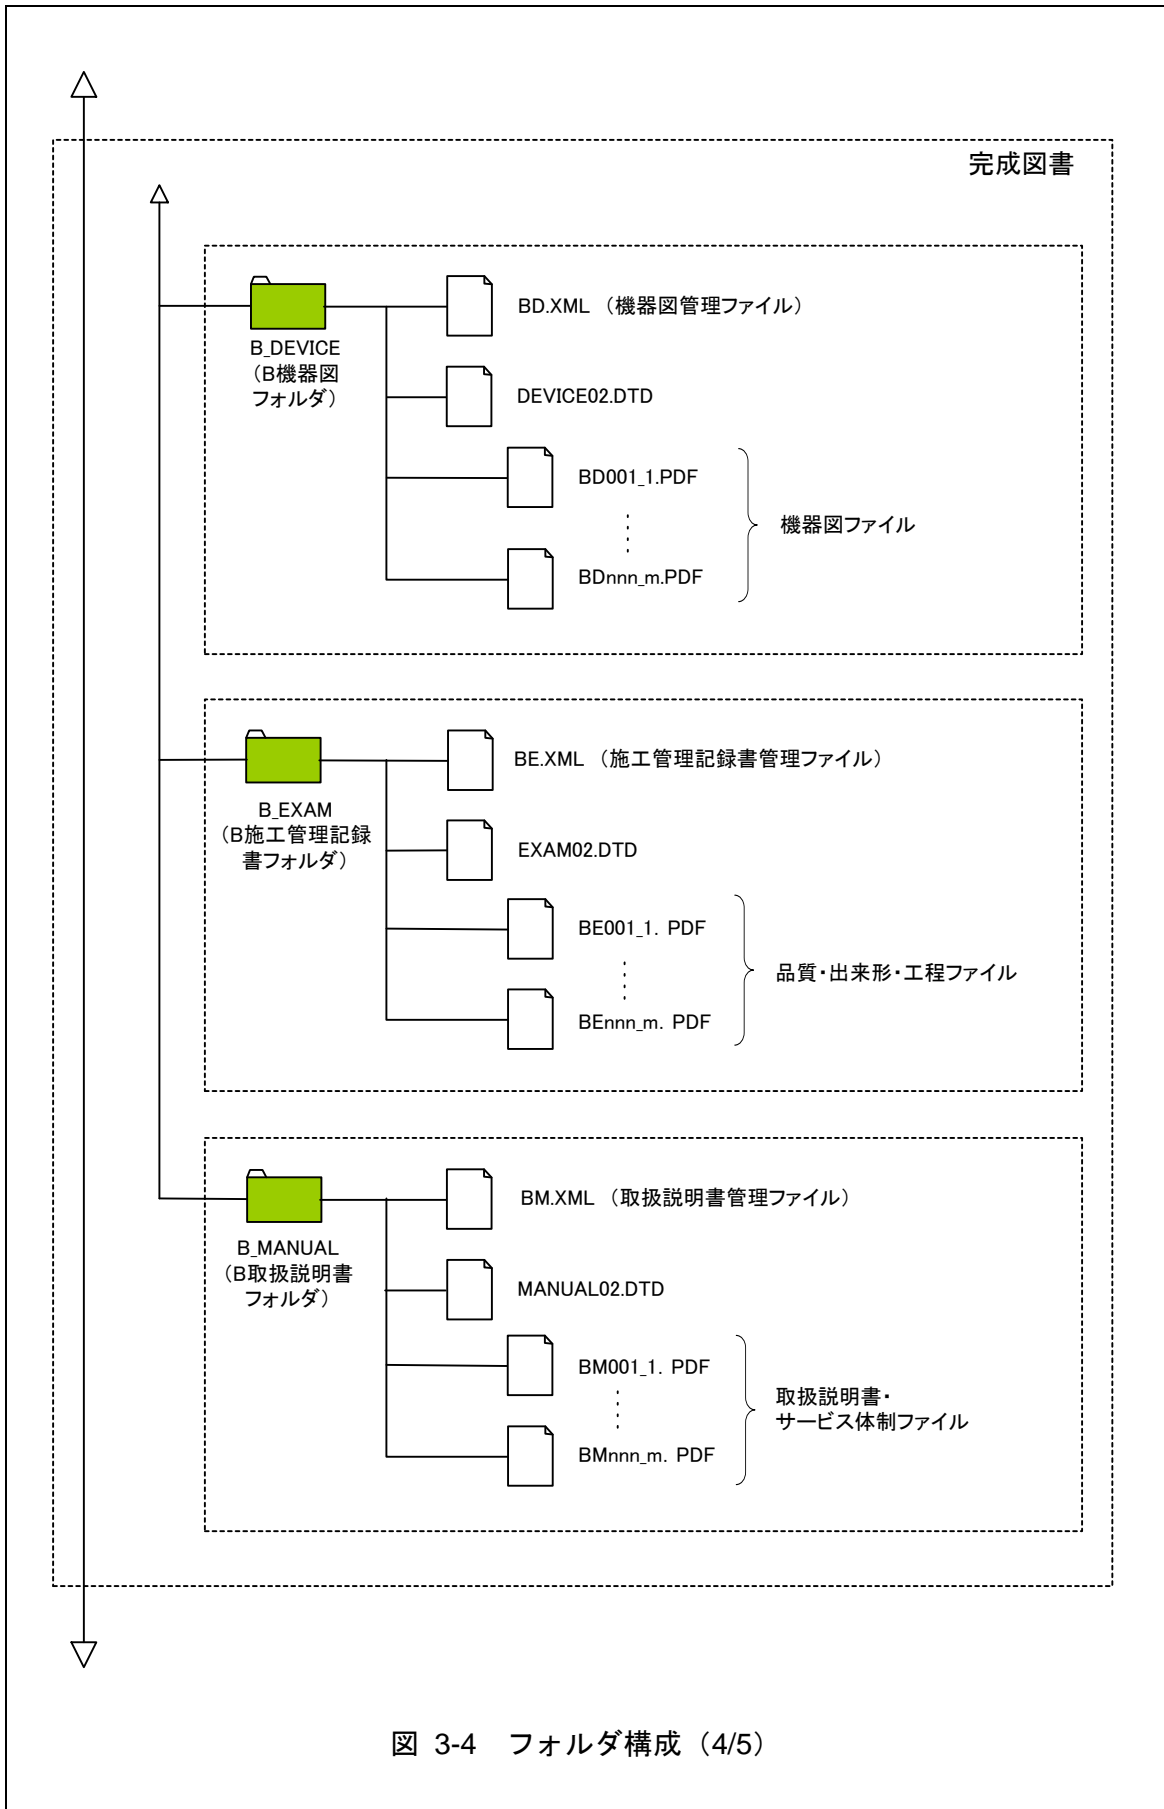 完成図書
BD.XML （機器図管理ファイル）
B_DEVICE
（B機器図
フォルダ）
DEVICE02.DTD
BD001_1.PDF
機器図ファイル
BDnnn_m.PDF
BE.XML （施工管理記録書管理ファイル）
B_EXAM
（B施工管理記録
書フォルダ）
EXAM02.DTD
BE001_1. PDF
品質・出来形・工程ファイル
BEnnn_m. PDF
BM.XML （取扱説明書管理ファイル）
B_MANUAL
（B取扱説明書
フォルダ）
MANUAL02.DTD
BM001_1. PDF
取扱説明書・
サービス体制ファイル
BMnnn_m. PDF
図 3-4 フォルダ構成（4/5）